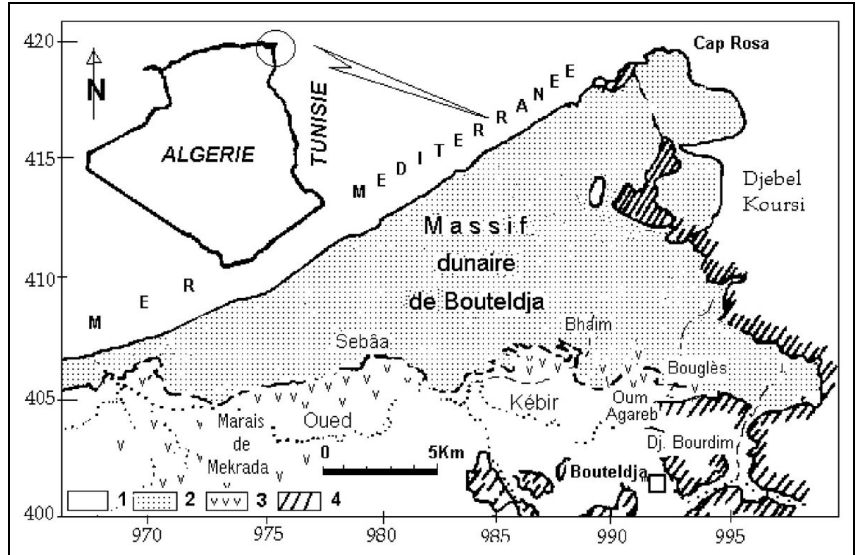 420
415
410
405
400
N
ALGERIE
TUNISIE
MER MEDITERRANEE
Cap Rosa
Djebel
Koursi
Massif
dunaire
de Bouteldja
Sebâa
Bhaim
Bouglès
Marais
de
Mekrada
Oued
Kébir
Oum
Agareb
Dj. Bourdim
Bouteldja
0 5Km
1 2 3 4
970 975 980 985 990 995